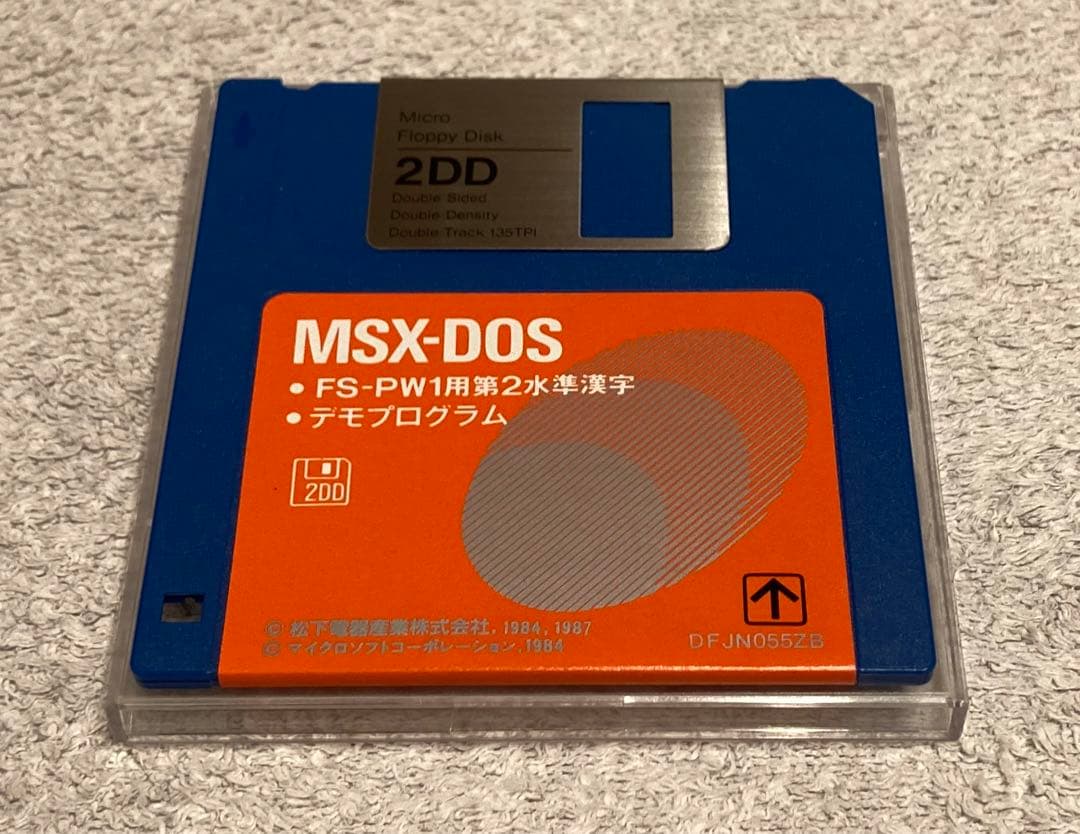 Micro
Floppy Disk
2DD
Double Sided
Double Density
Double Track 135TPI
MSX-DOS
• FS-PW1用第2水準漢字
• デモプログラム
2DD
© 松下電器産業株式会社, 1984, 1987
© マイクロソフトコーポレーション, 1984
DFJN055ZB